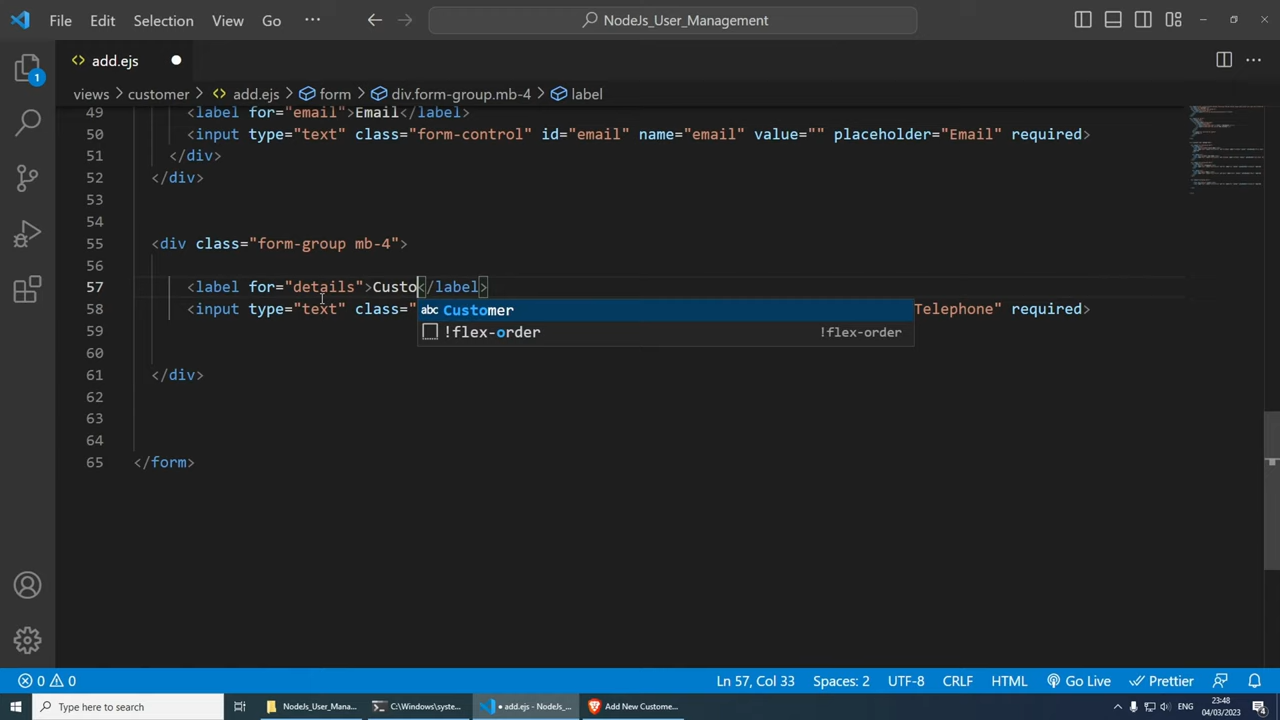 File Edit Selection View Go ··· NodeJs_User_Management
add.ejs
views > customer > add.ejs > form > div.form-group.mb-4 > label
1
49 <label for="email">Email</label>
50 <input type="text" class="form-control" id="email" name="email" value="" placeholder="Email" required>
51 </div>
52 </div>
53
54
55 <div class="form-group mb-4">
56
57 <label for="details">Custo</label>
58 <input type="text" class=" Telephone" required>
abc Customer
!flex-order !flex-order
59
60
61 </div>
62
63
64
65 </form>
0 0 Ln 57, Col 33 Spaces: 2 UTF-8 CRLF HTML Go Live Prettier
Type here to search NodeJs_User_Mana... C:\Windows\syste... add.ejs - NodeJs_... Add New Custome... ENG 23:48
04/03/2023 4